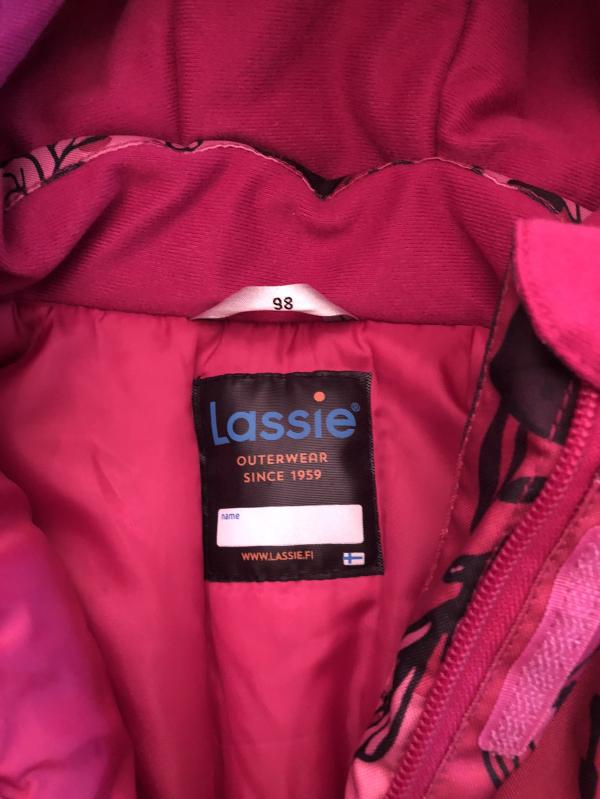 98
Lassie®
OUTERWEAR
SINCE 1959
name
WWW.LASSIE.FI